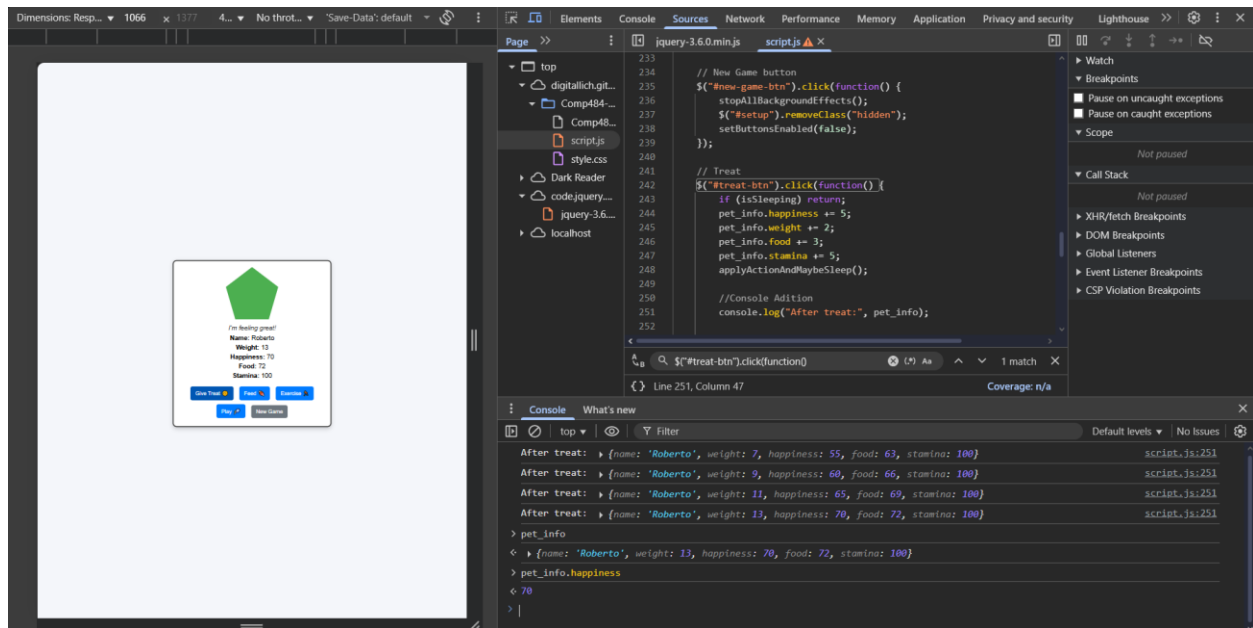 Dimensions: Resp... 1066 x 1377 4... No throt... 'Save-Data': default
Elements Console Sources Network Performance Memory Application Privacy and security Lighthouse
Page
jquery-3.6.0.min.js script.js
top
digitallich.git...
Comp484-...
Comp48...
script.js
style.css
Dark Reader
code.jquery....
jquery-3.6....
localhost
233
234 // New Game button
235 $("#new-game-btn").click(function() {
236 stopAllBackgroundEffects();
237 $("#setup").removeClass("hidden");
238 setButtonsEnabled(false);
239 });
240
241 // Treat
242 $("#treat-btn").click(function() {
243 if (isSleeping) return;
244 pet_info.happiness += 5;
245 pet_info.weight += 2;
246 pet_info.food += 3;
247 pet_info.stamina += 5;
248 applyActionAndMaybeSleep();
249
250 //Console Adition
251 console.log("After treat:", pet_info);
252
$("#treat-btn").click(function() (.*) Aa 1 match
{} Line 251, Column 47 Coverage: n/a
Watch
Breakpoints
Pause on uncaught exceptions
Pause on caught exceptions
Scope
Not paused
Call Stack
Not paused
XHR/fetch Breakpoints
DOM Breakpoints
Global Listeners
Event Listener Breakpoints
CSP Violation Breakpoints
I'm feeling great!
Name: Roberto
Weight: 13
Happiness: 70
Food: 72
Stamina: 100
Give Treat Feed Exercise
Play New Game
Console What's new
top Filter Default levels No Issues
After treat: {name: 'Roberto', weight: 7, happiness: 55, food: 63, stamina: 100} script.js:251
After treat: {name: 'Roberto', weight: 9, happiness: 60, food: 66, stamina: 100} script.js:251
After treat: {name: 'Roberto', weight: 11, happiness: 65, food: 69, stamina: 100} script.js:251
After treat: {name: 'Roberto', weight: 13, happiness: 70, food: 72, stamina: 100} script.js:251
> pet_info
{name: 'Roberto', weight: 13, happiness: 70, food: 72, stamina: 100}
> pet_info.happiness
70
>